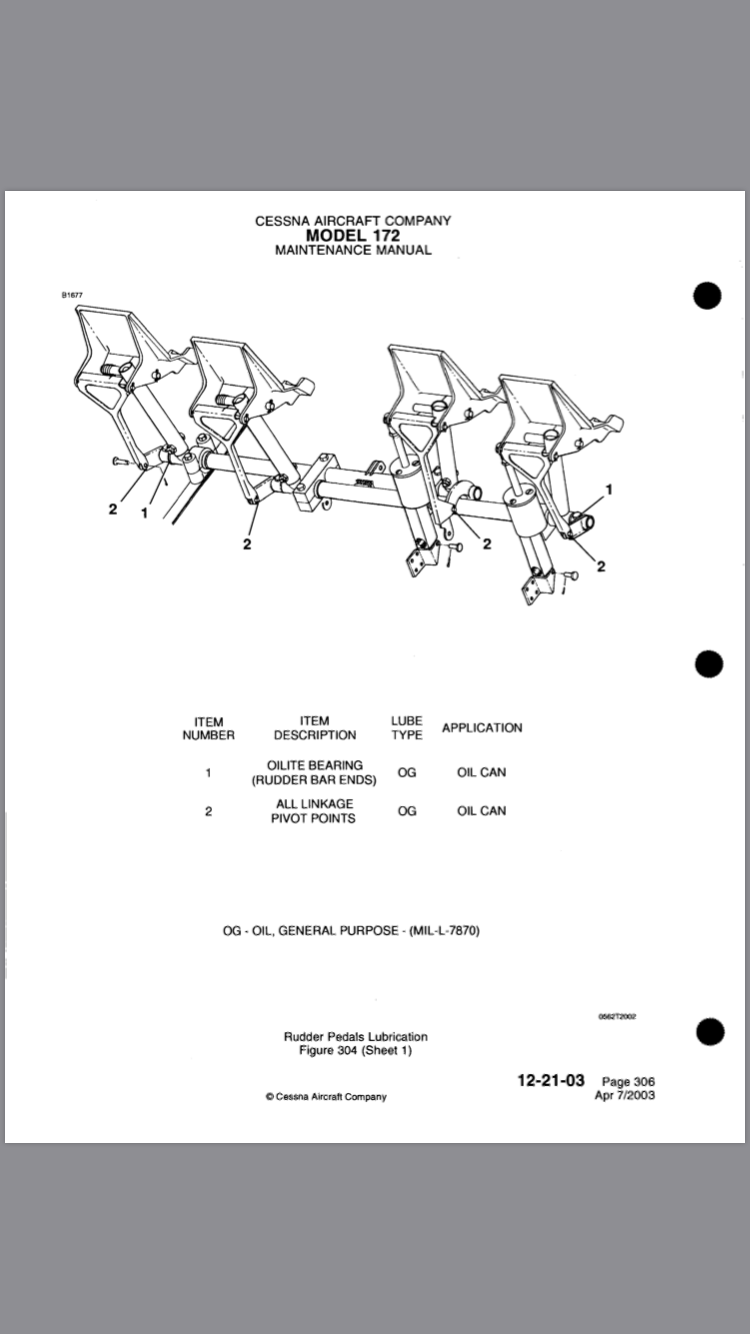 CESSNA AIRCRAFT COMPANY
MODEL 172
MAINTENANCE MANUAL
B1677
2
1
2
2
1
2
ITEM NUMBER
ITEM DESCRIPTION
LUBE TYPE
APPLICATION
1
OILITE BEARING (RUDDER BAR ENDS)
OG
OIL CAN
2
ALL LINKAGE PIVOT POINTS
OG
OIL CAN
OG - OIL, GENERAL PURPOSE - (MIL-L-7870)
0562T2002
Rudder Pedals Lubrication
Figure 304 (Sheet 1)
12-21-03 Page 306
© Cessna Aircraft Company
Apr 7/2003